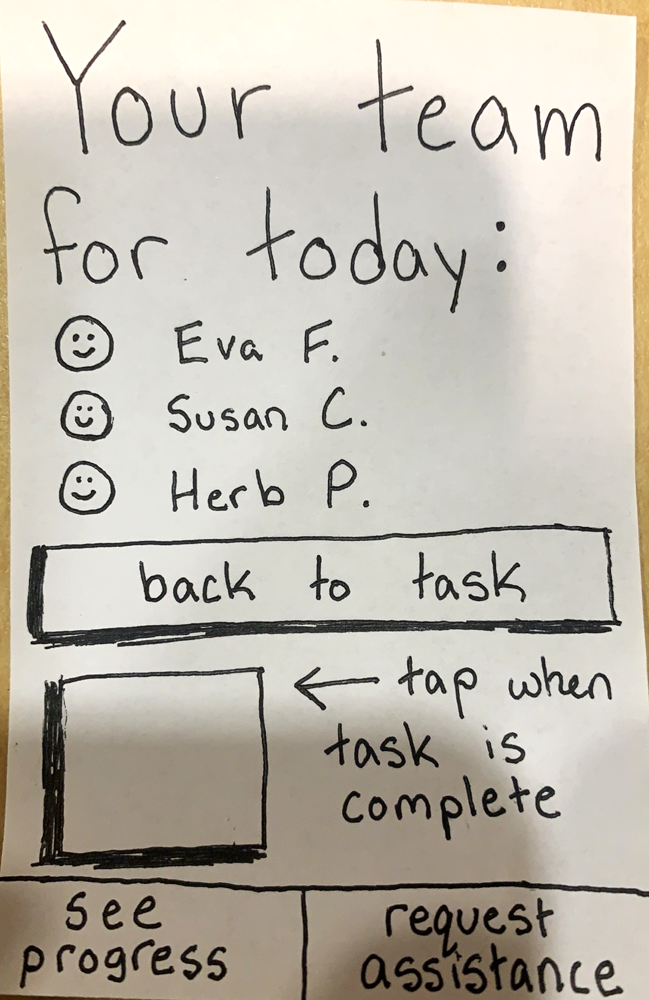 Your team
for today:
Eva F.
Susan C.
Herb P.
back to task
← tap when
task is
complete
see
progress
request
assistance